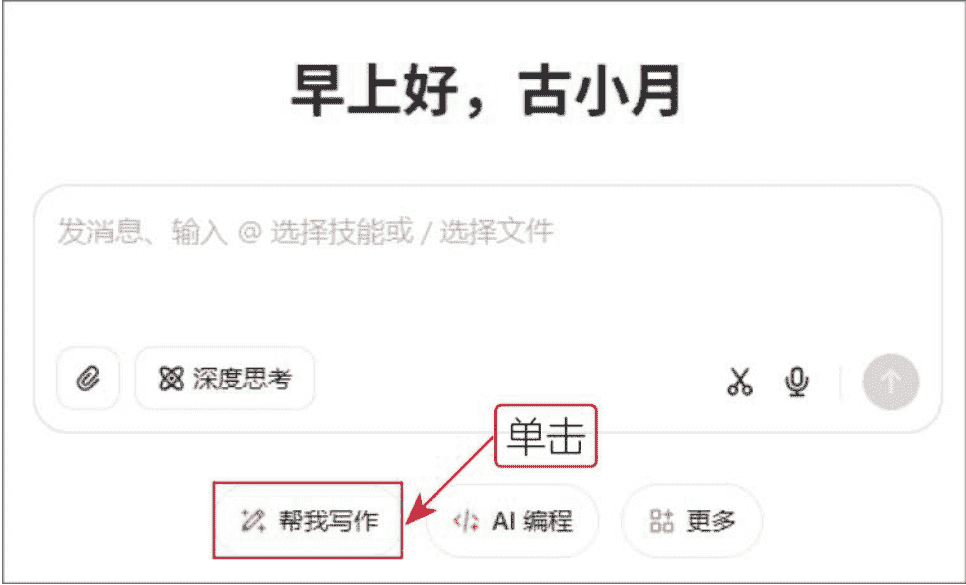 早上好，古小月
发消息、输入 @ 选择技能或 / 选择文件
深度思考
单击
帮我写作 AI 编程 更多